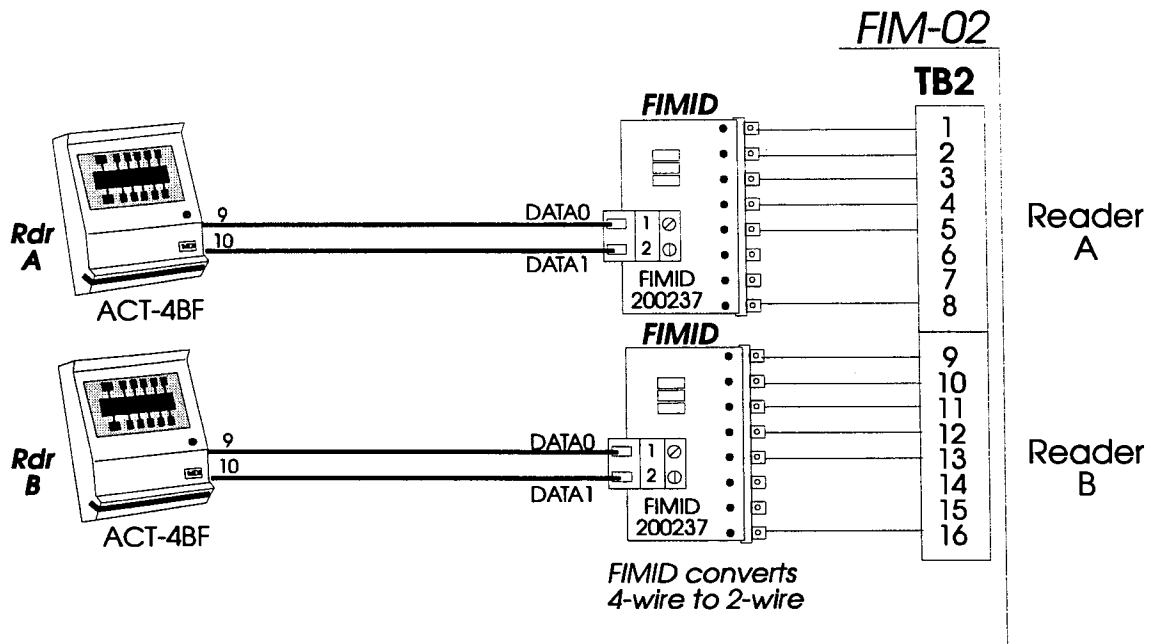 FIM-02
TB2
FIMID
1
2
3
4
5
6
7
8
Reader
A
Rdr
A
9
10
DATA0
DATA1
1
2
FIMID
200237
ACT-4BF
FIMID
9
10
11
12
13
14
15
16
Reader
B
Rdr
B
9
10
DATA0
DATA1
1
2
FIMID
200237
ACT-4BF
FIMID converts
4-wire to 2-wire